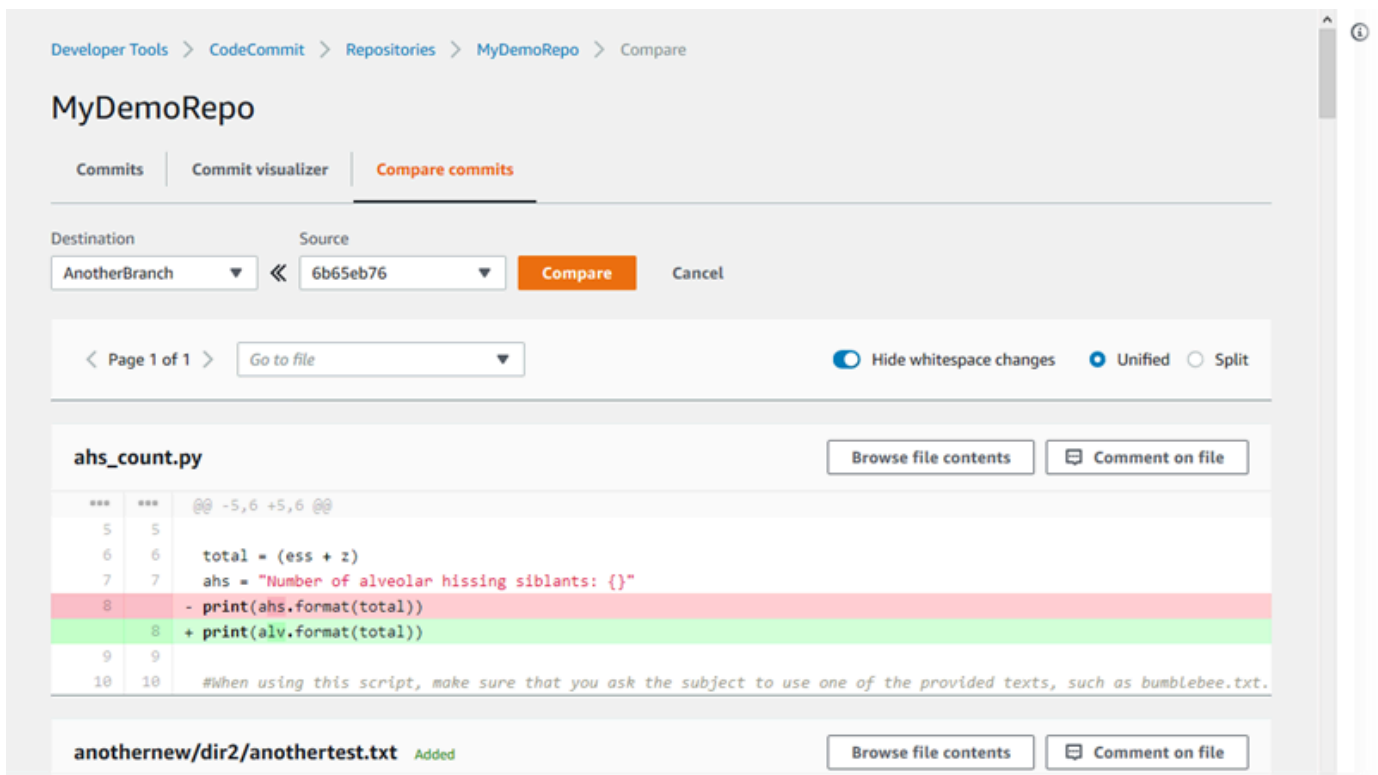 Developer Tools > CodeCommit > Repositories > MyDemoRepo > Compare
MyDemoRepo
Commits Commit visualizer Compare commits
Destination Source
AnotherBranch « 6b65eb76 Compare Cancel
< Page 1 of 1 > Go to file Hide whitespace changes Unified Split
ahs_count.py Browse file contents Comment on file
@@ -5,6 +5,6 @@
5 5
6 6 total = (ess + z)
7 7 ahs = "Number of alveolar hissing siblants: {}"
8 - print(ahs.format(total))
8 + print(alv.format(total))
9 9
10 10 #When using this script, make sure that you ask the subject to use one of the provided texts, such as bumblebee.txt.
anothernew/dir2/anothertest.txt Added Browse file contents Comment on file